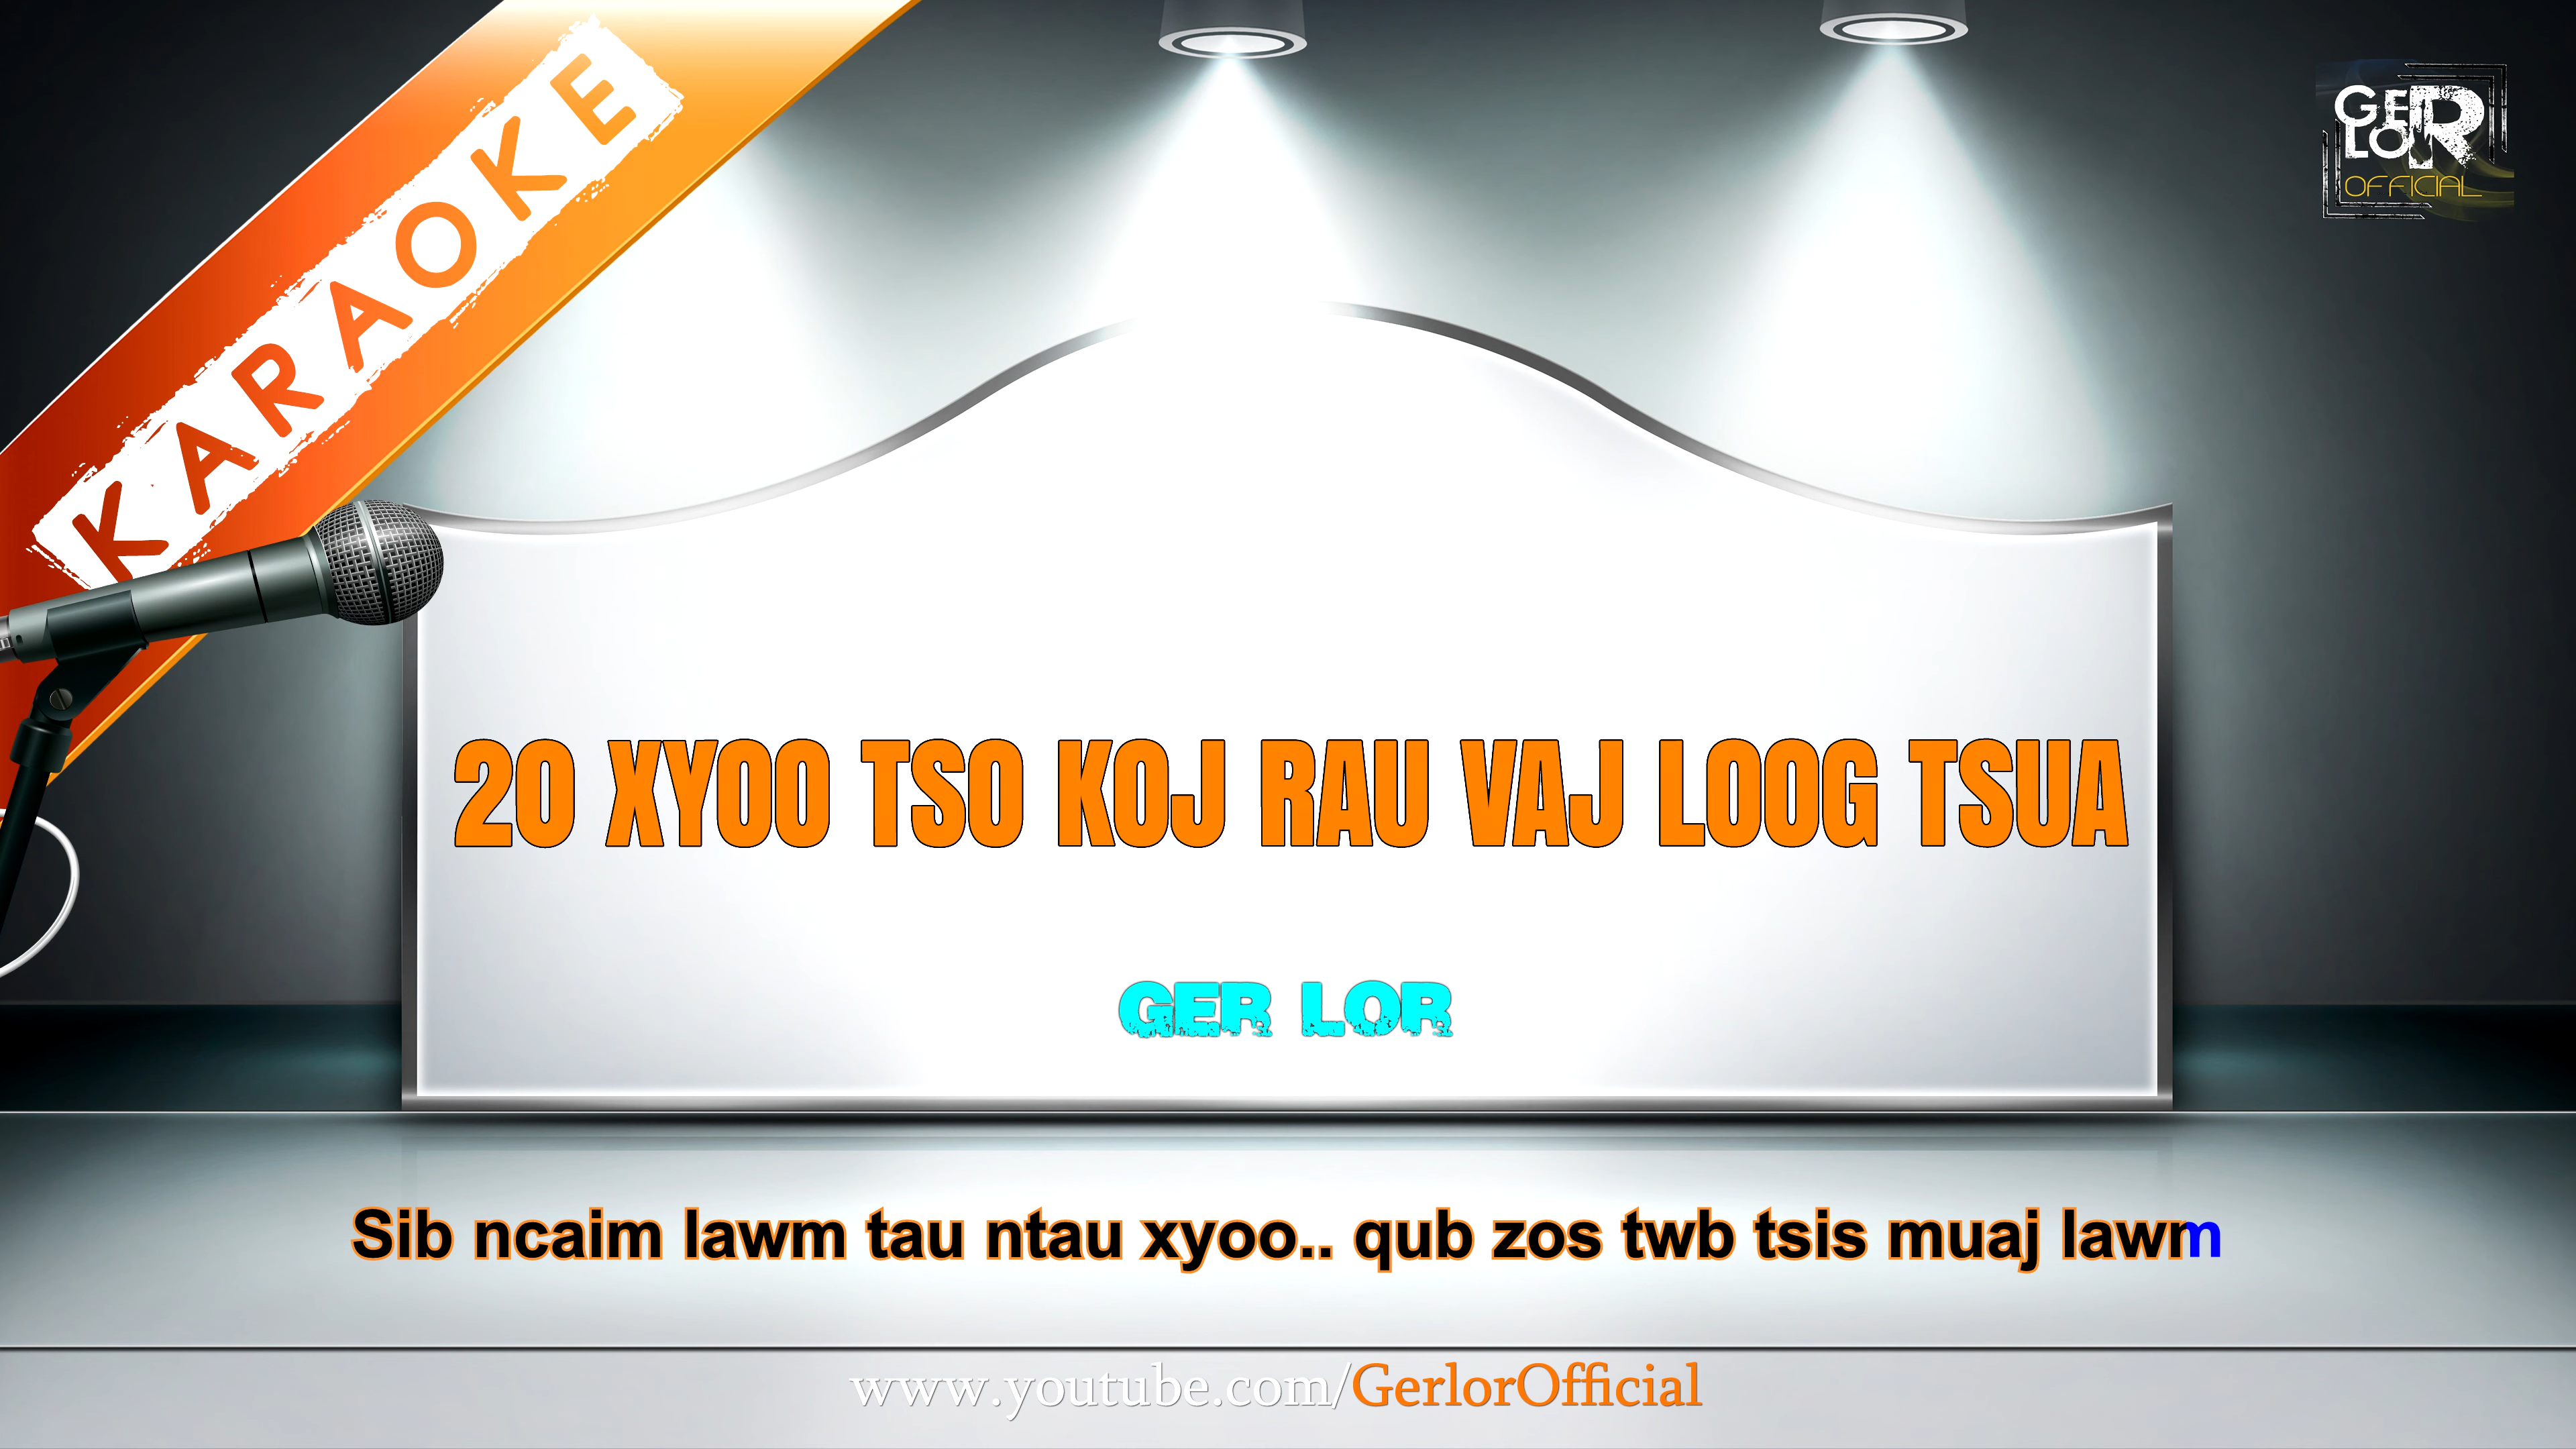 KARAOKE
GER
LOR
OFFICIAL
20 XYOO TSO KOJ RAU VAJ LOOG TSUA
GER LOR
Sib ncaim lawm tau ntau xyoo.. qub zos twb tsis muaj lawm
www.youtube.com/GerlorOfficial